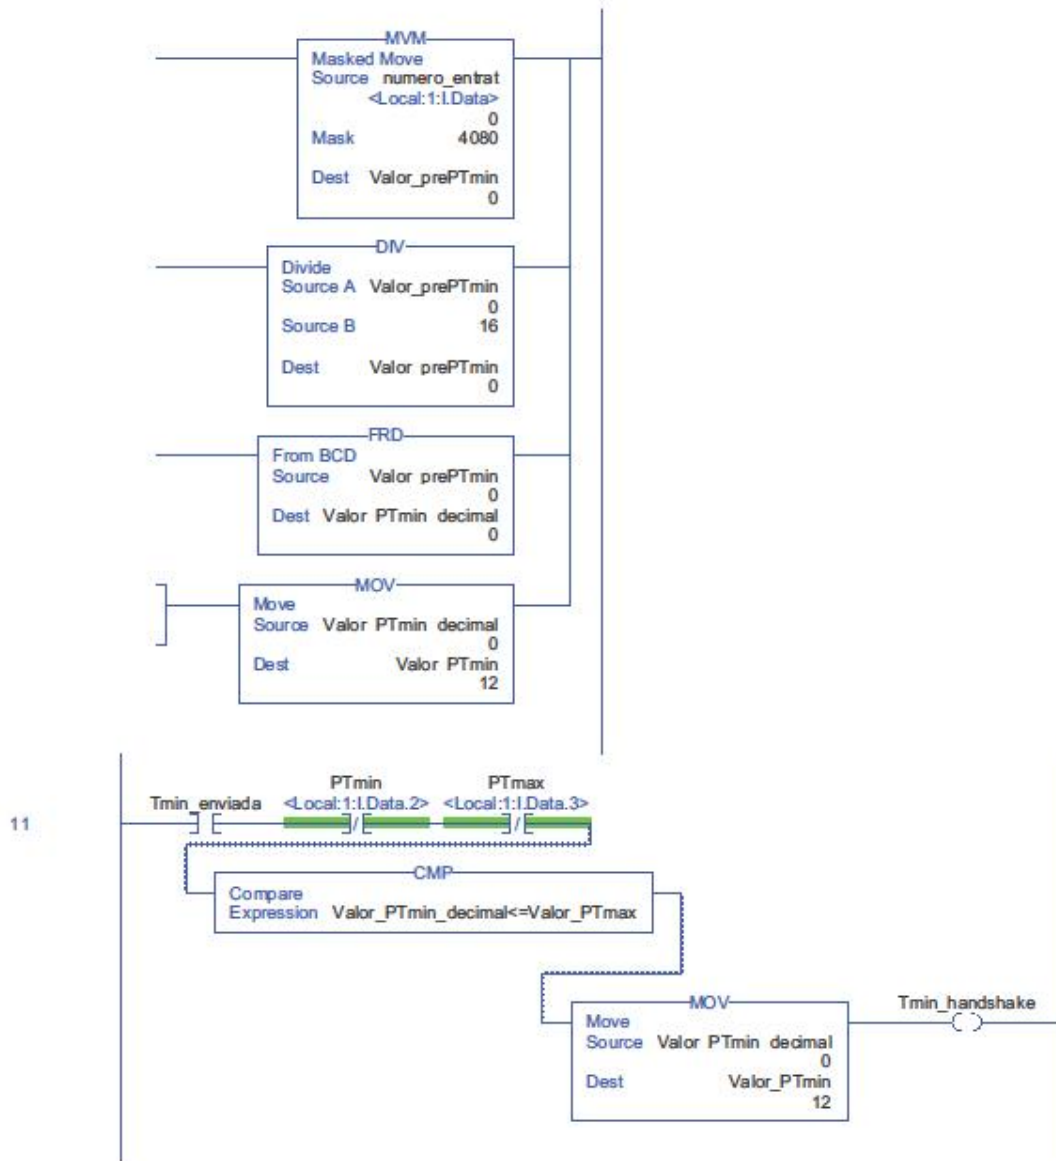 MVM
Masked Move
Source numero_entrat
<Local:1:I.Data>
0
Mask 4080
Dest Valor_prePTmin
0
DIV
Divide
Source A Valor_prePTmin
0
Source B 16
Dest Valor prePTmin
0
FRD
From BCD
Source Valor prePTmin
0
Dest Valor PTmin decimal
0
MOV
Move
Source Valor PTmin decimal
0
Dest Valor PTmin
12
PTmin PTmax
Tmin_enviada <Local:1:I.Data.2> <Local:1:I.Data.3>
11
CMP
Compare
Expression Valor_PTmin_decimal<=Valor_PTmax
MOV
Move
Source Valor PTmin decimal
0
Dest Valor_PTmin
12
Tmin_handshake